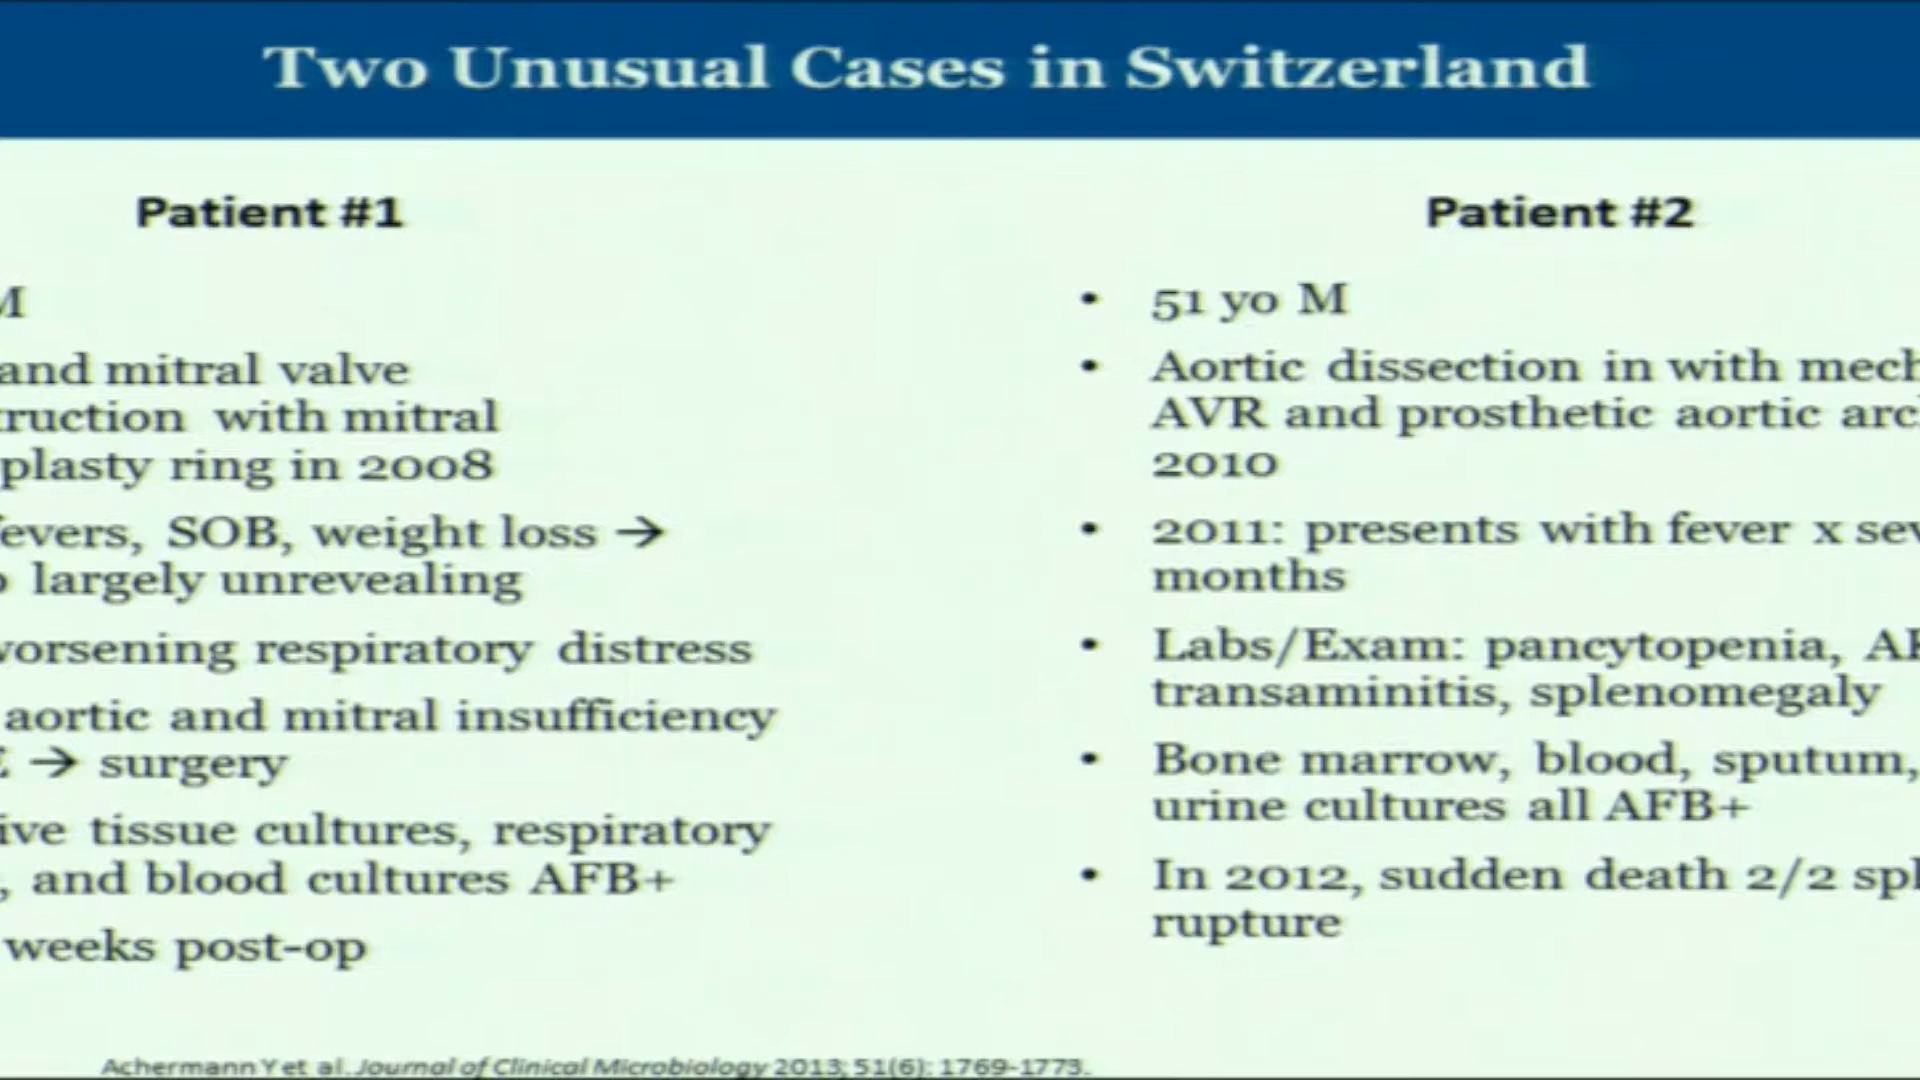 Two Unusual Cases in Switzerland
Patient #1
M
and mitral valve
truction with mitral
plasty ring in 2008
fevers, SOB, weight loss →
largely unrevealing
worsening respiratory distress
aortic and mitral insufficiency
E → surgery
ive tissue cultures, respiratory
, and blood cultures AFB+
weeks post-op
Patient #2
• 51 yo M
• Aortic dissection in with mech
AVR and prosthetic aortic arc
2010
• 2011: presents with fever x sev
months
• Labs/Exam: pancytopenia, AK
transaminitis, splenomegaly
• Bone marrow, blood, sputum,
urine cultures all AFB+
• In 2012, sudden death 2/2 spl
rupture
Achermann Y et al. Journal of Clinical Microbiology 2013; 51(6): 1769-1773.